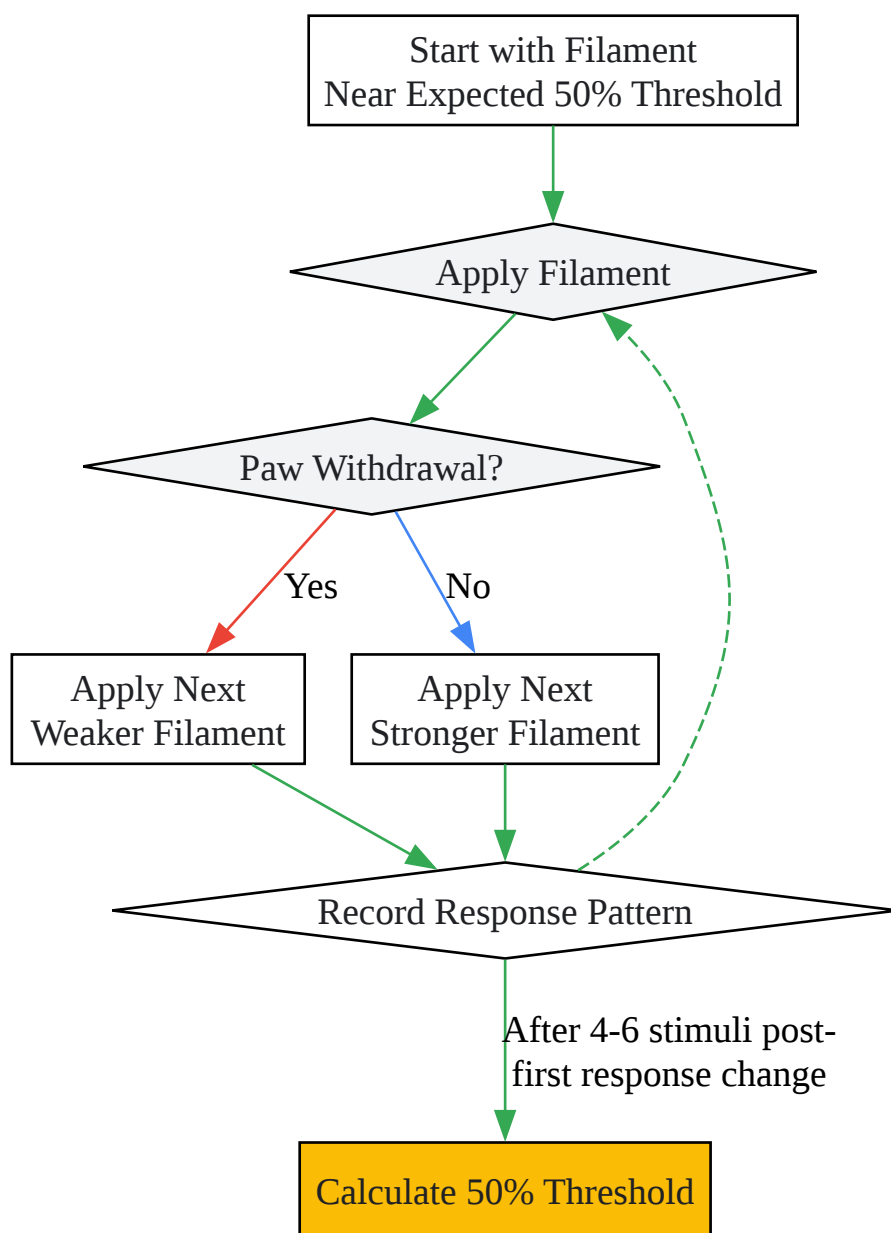 Start with Filament
Near Expected 50% Threshold
Apply Filament
Paw Withdrawal?
Yes
No
Apply Next
Weaker Filament
Apply Next
Stronger Filament
Record Response Pattern
After 4-6 stimuli post-
first response change
Calculate 50% Threshold